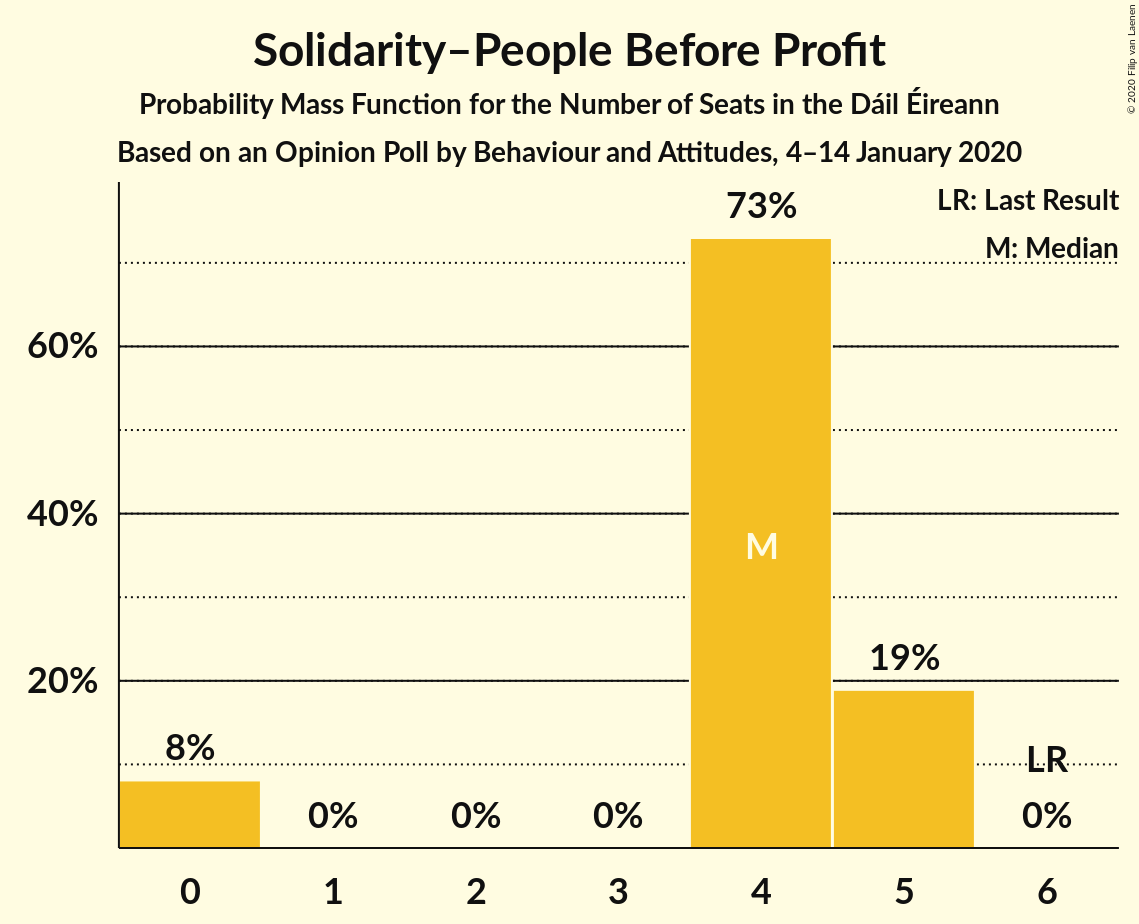 Solidarity–People Before Profit
Probability Mass Function for the Number of Seats in the Dáil Éireann
Based on an Opinion Poll by Behaviour and Attitudes, 4–14 January 2020
© 2020 Filip van Laenen
LR: Last Result
M: Median
73%
60%
40%
20%
M
19%
8%
LR
0%
0%
0%
0%
0
1
2
3
4
5
6